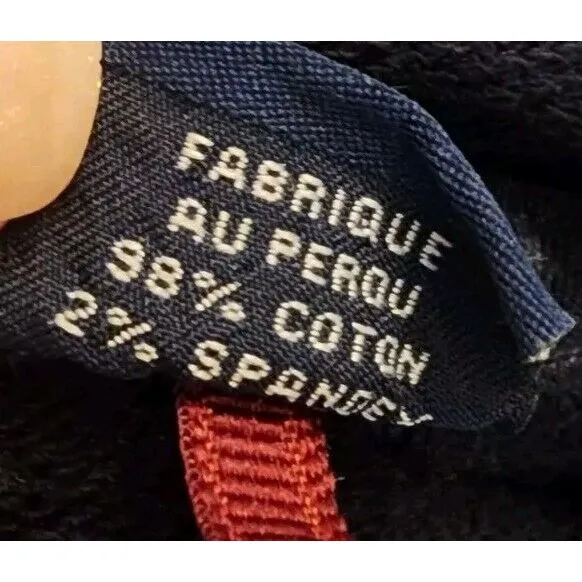 FABRIQUE
AU PEROU
98% COTON
2% SPANDEX